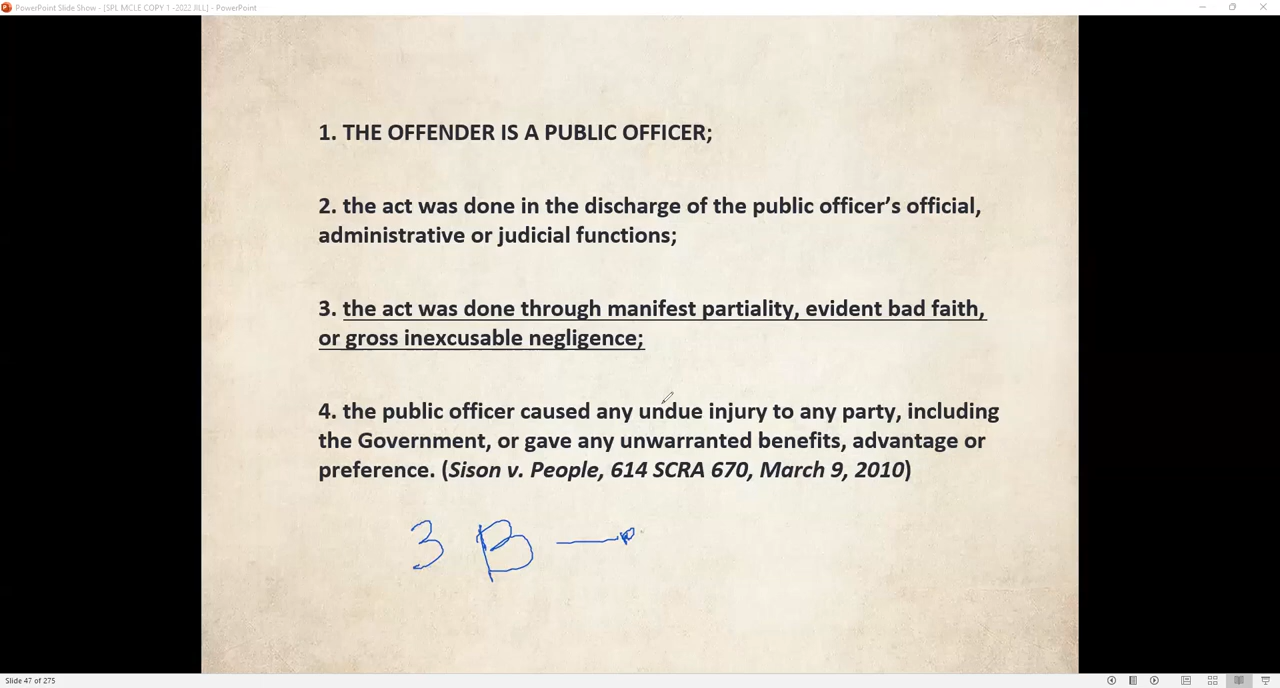 PowerPoint Slide Show - [SPL MCLE COPY 1 -2022 JILL] - PowerPoint
1. THE OFFENDER IS A PUBLIC OFFICER;
2. the act was done in the discharge of the public officer’s official,
administrative or judicial functions;
3. the act was done through manifest partiality, evident bad faith,
or gross inexcusable negligence;
4. the public officer caused any undue injury to any party, including
the Government, or gave any unwarranted benefits, advantage or
preference. (Sison v. People, 614 SCRA 670, March 9, 2010)
3 B
Slide 47 of 275